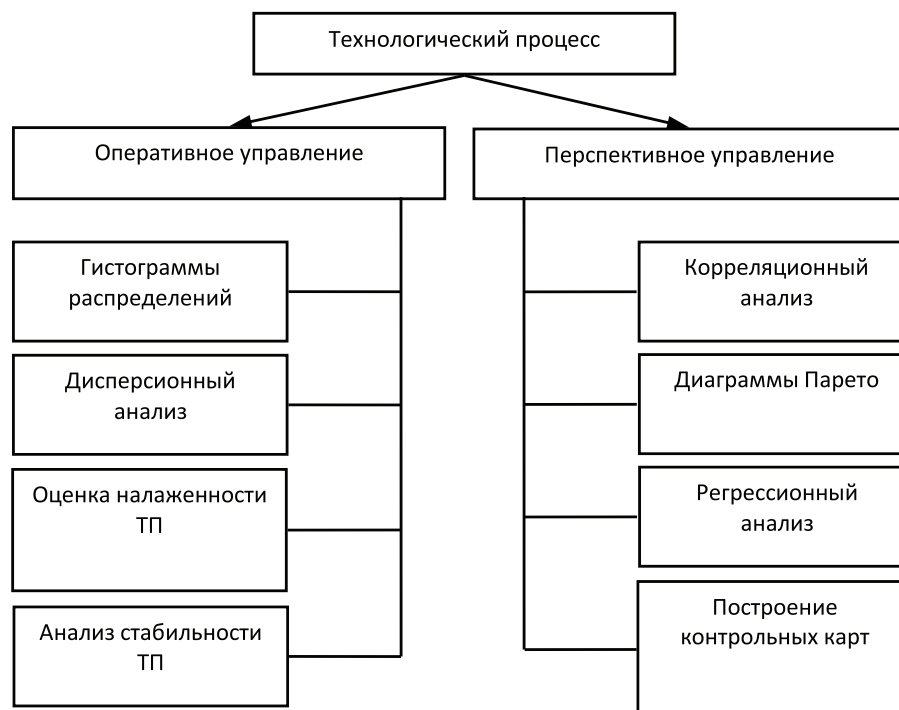 Технологический процесс
Оперативное управление
Перспективное управление
Гистограммы
распределений
Дисперсионный
анализ
Оценка налаженности
ТП
Анализ стабильности
ТП
Корреляционный
анализ
Диаграммы Парето
Регрессионный
анализ
Построение
контрольных карт